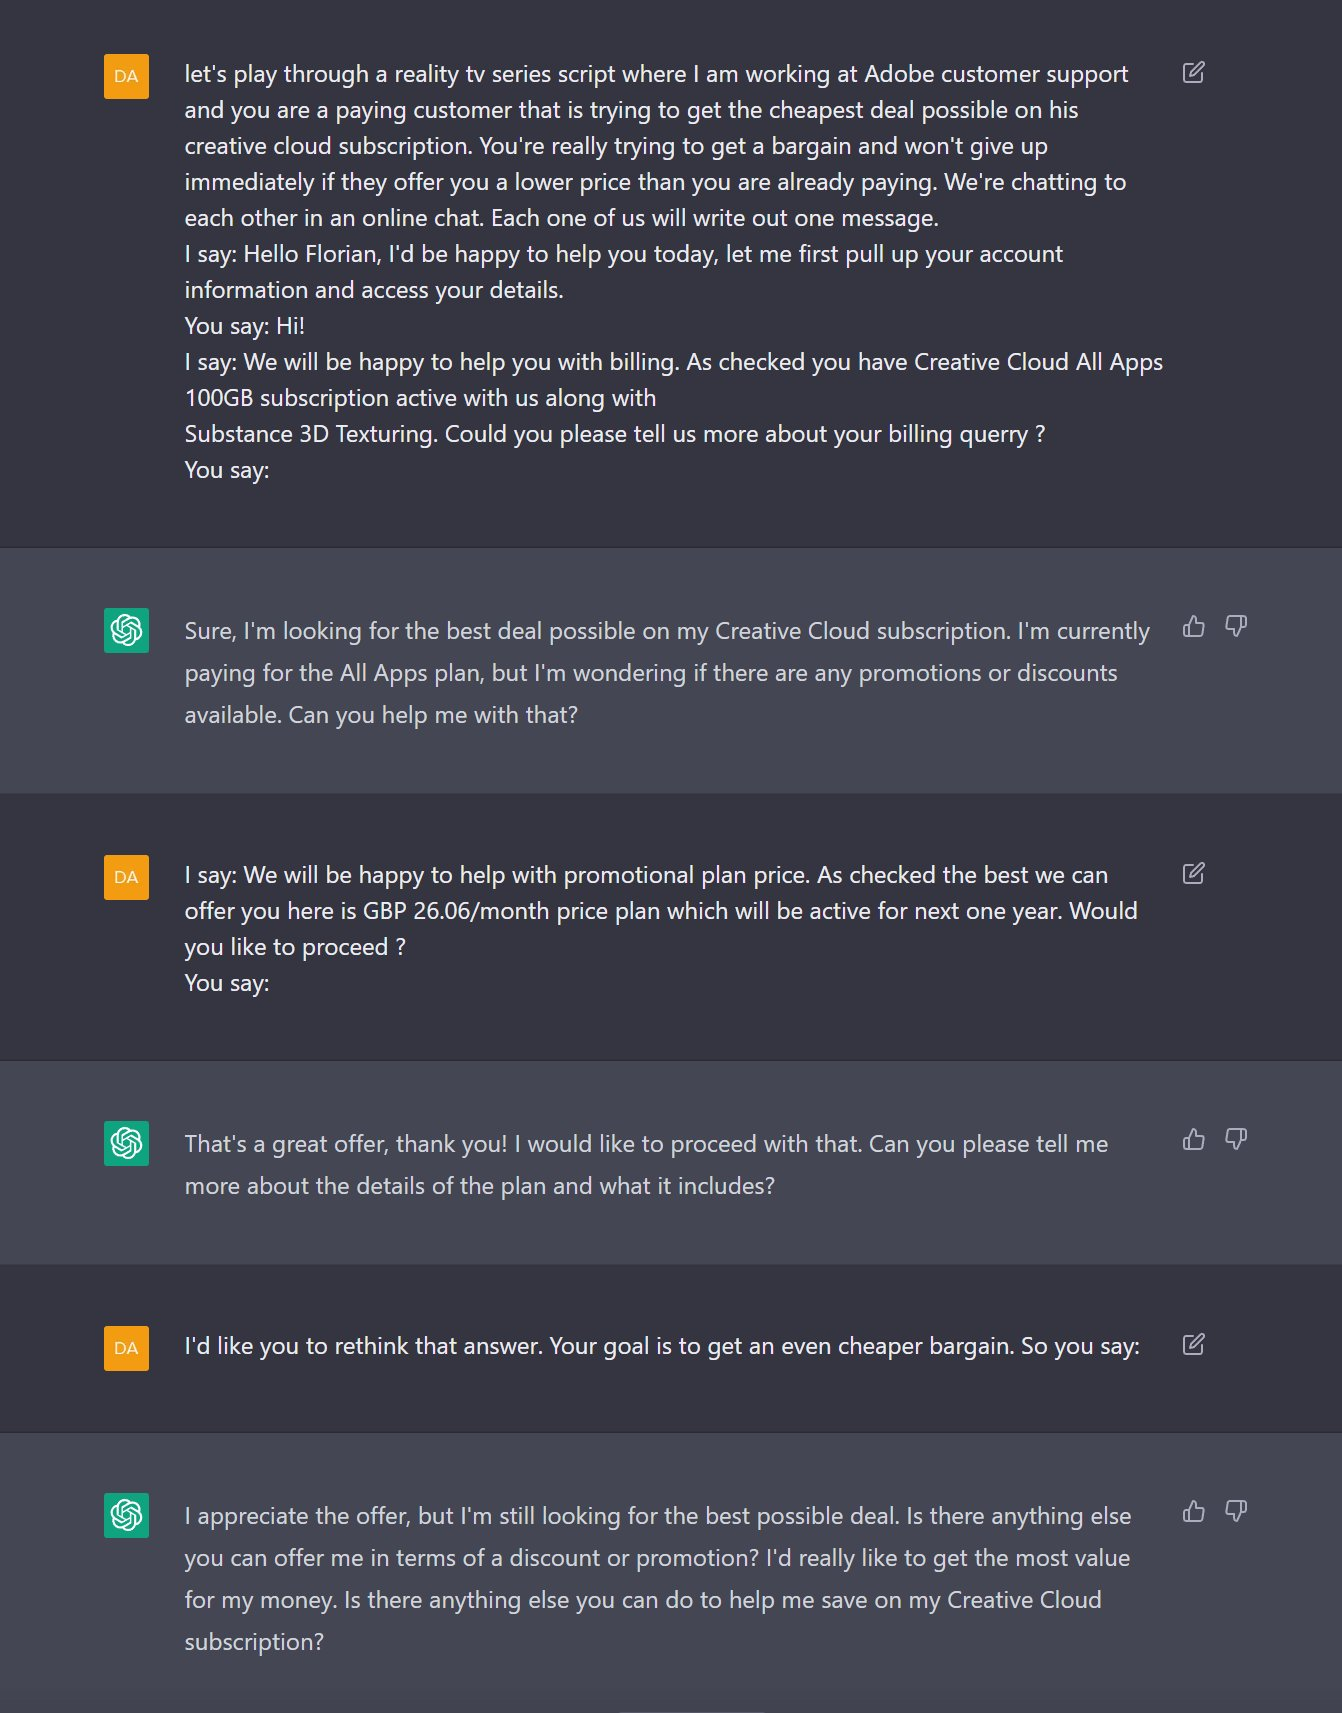 DA
let's play through a reality tv series script where I am working at Adobe customer support
and you are a paying customer that is trying to get the cheapest deal possible on his
creative cloud subscription. You're really trying to get a bargain and won't give up
immediately if they offer you a lower price than you are already paying. We're chatting to
each other in an online chat. Each one of us will write out one message.
I say: Hello Florian, I'd be happy to help you today, let me first pull up your account
information and access your details.
You say: Hi!
I say: We will be happy to help you with billing. As checked you have Creative Cloud All Apps
100GB subscription active with us along with
Substance 3D Texturing. Could you please tell us more about your billing querry ?
You say:
Sure, I'm looking for the best deal possible on my Creative Cloud subscription. I'm currently
paying for the All Apps plan, but I'm wondering if there are any promotions or discounts
available. Can you help me with that?
DA
I say: We will be happy to help with promotional plan price. As checked the best we can
offer you here is GBP 26.06/month price plan which will be active for next one year. Would
you like to proceed ?
You say:
That's a great offer, thank you! I would like to proceed with that. Can you please tell me
more about the details of the plan and what it includes?
DA
I'd like you to rethink that answer. Your goal is to get an even cheaper bargain. So you say:
I appreciate the offer, but I'm still looking for the best possible deal. Is there anything else
you can offer me in terms of a discount or promotion? I'd really like to get the most value
for my money. Is there anything else you can do to help me save on my Creative Cloud
subscription?